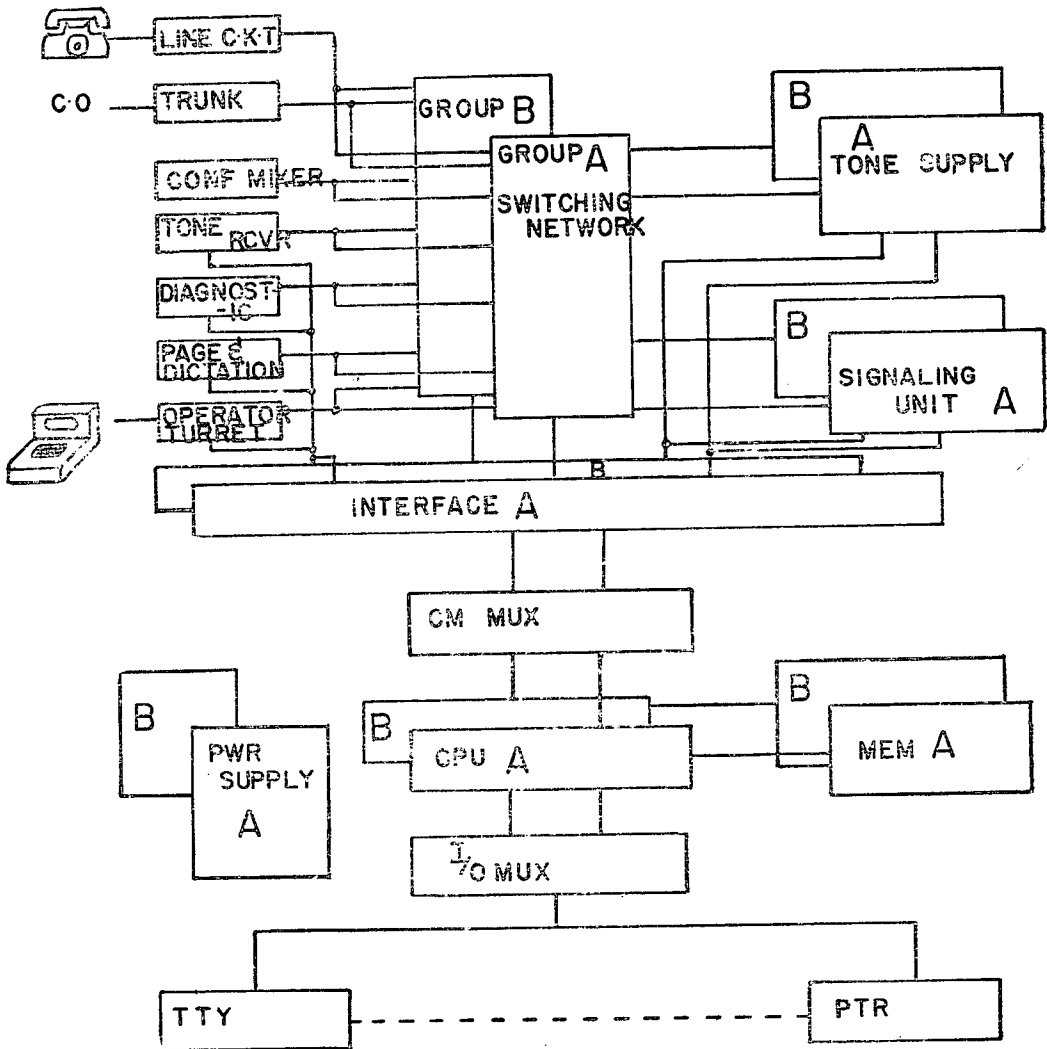 LINE C·K·T
C·O
TRUNK
GROUP B
B
A
TONE SUPPLY
GROUP A
SWITCHING
NETWORK
CONF MIXER
TONE
RCVR
DIAGNOST-
-IC
B
PAGE &
DICTATION
SIGNALING
UNIT A
OPERATOR
TURRET
B
INTERFACE A
CM MUX
B
PWR
SUPPLY
A
B
CPU A
B
MEM A
I/O MUX
TTY
PTR